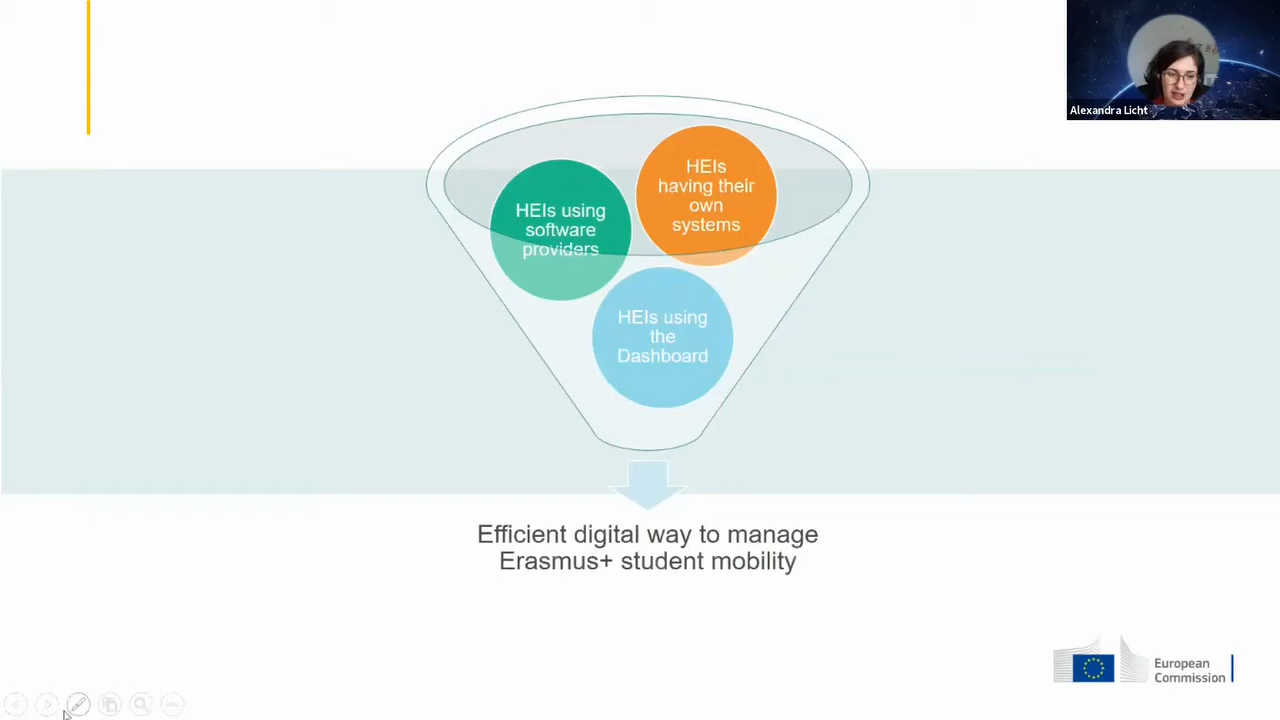 Alexandra Licht
HEIs
having their
own
systems
HEIs using
software
providers
HEIs using
the
Dashboard
Efficient digital way to manage
Erasmus+ student mobility
European
Commission